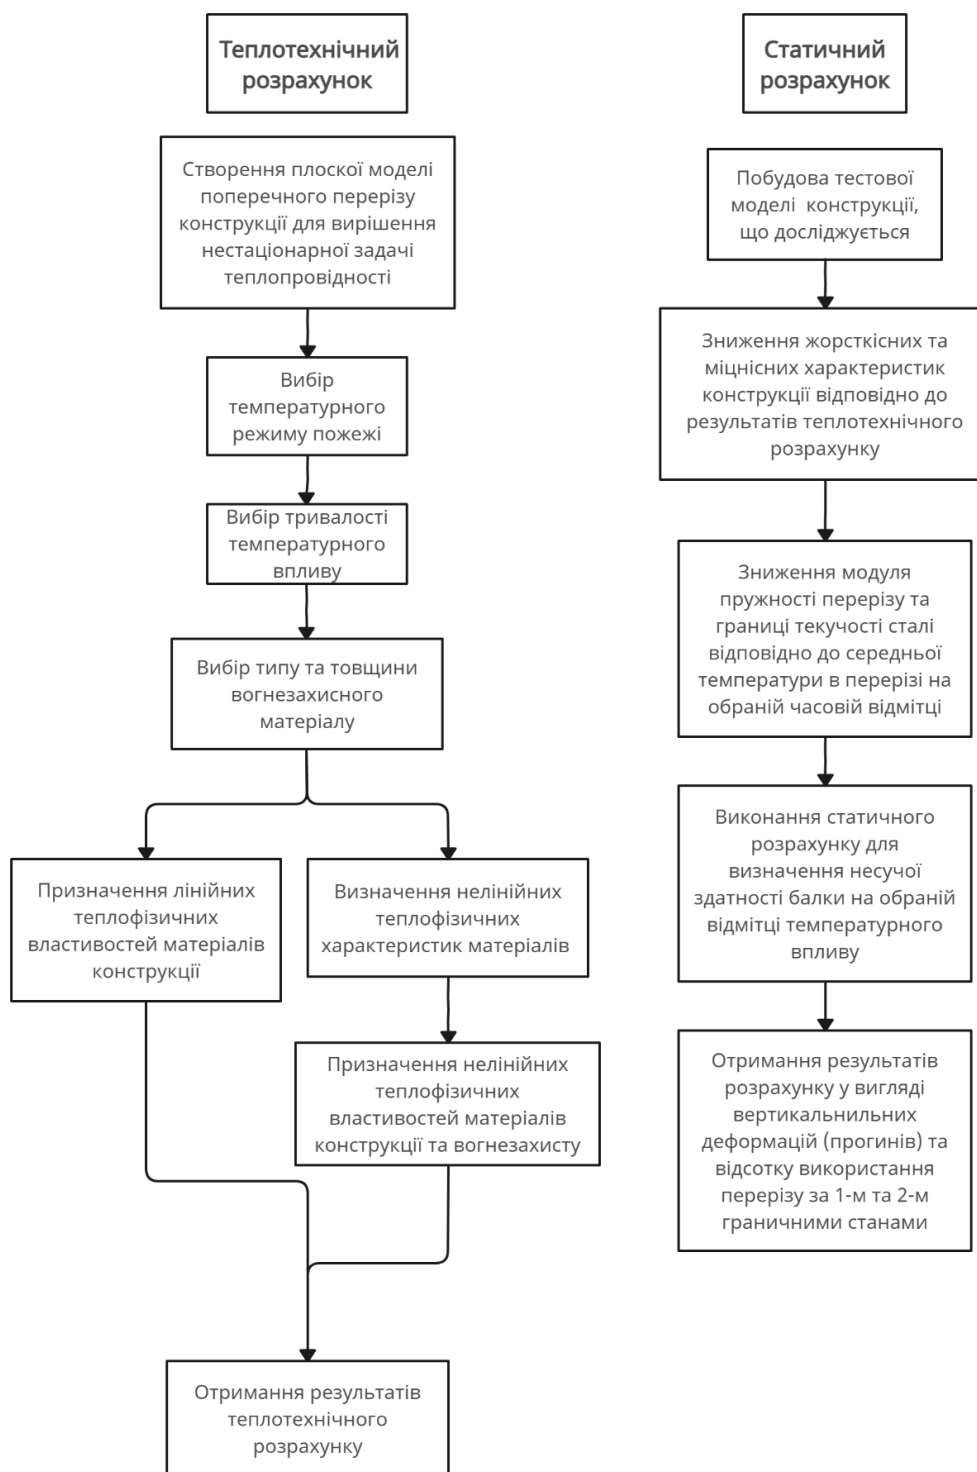 Теплотехнічний
розрахунок
Створення плоскої моделі
поперечного перерізу
конструкції для вирішення
нестаціонарної задачі
теплопровідності
Вибір
температурного
режиму пожежі
Вибір тривалості
температурного
впливу
Вибір типу та товщини
вогнезахисного
матеріалу
Призначення лінійних
теплофізичних
властивостей матеріалів
конструкції
Визначення нелінійних
теплофізичних
характеристик матеріалів
Призначення нелінійних
теплофізичних
властивостей матеріалів
конструкції та вогнезахисту
Отримання результатів
теплотехнічного
розрахунку
Статичний
розрахунок
Побудова тестової
моделі конструкції,
що досліджується
Зниження жорсткісних та
міцнісних характеристик
конструкції відповідно до
результатів теплотехнічного
розрахунку
Зниження модуля
пружності перерізу та
границі текучості сталі
відповідно до середньої
температури в перерізі на
обраній часовій відмітці
Виконання статичного
розрахунку для
визначення несучої
здатності балки на обраній
відмітці температурного
впливу
Отримання результатів
розрахунку у вигляді
вертикальнильних
деформацій (прогинів) та
відсотку використання
перерізу за 1-м та 2-м
граничними станами